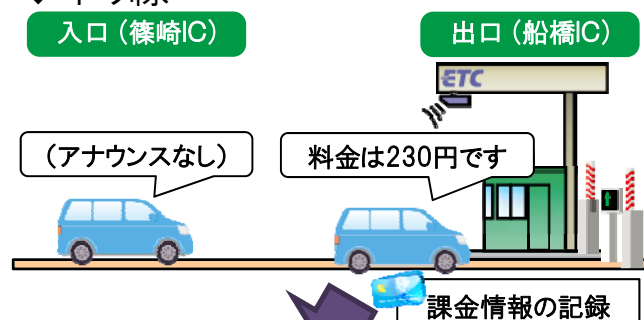 入口（篠崎IC）
出口（船橋IC）
ETC
（アナウンスなし）
料金は230円です
課金情報の記録